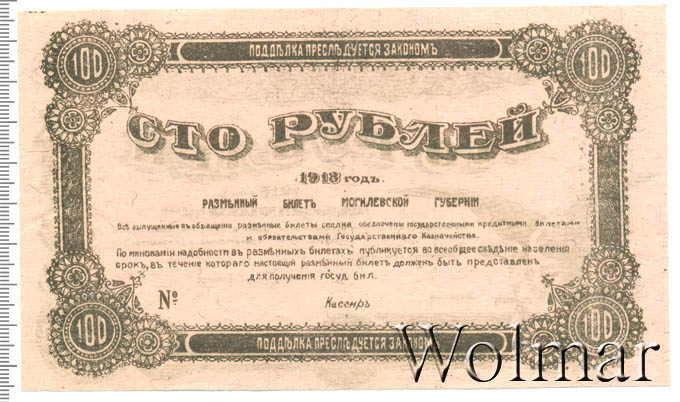 100 ПОДДѢЛКА ПРЕСЛѢДУЕТСЯ ЗАКОНОМЪ 100
СТО РУБЛЕЙ
1918 годъ.
РАЗМѢННЫЙ БИЛЕТЪ МОГИЛЕВСКОЙ ГУБЕРНІИ
Всѣ выпущенные въ обращеніе размѣнные билеты сполна обезпечены государственными кредитными билетами
и обязательствами Государственнаго Казначейства.
По минованіи надобности въ размѣнныхъ билетахъ публикуется во всеобщее свѣдѣніе населенія
срокъ, въ теченіе котораго настоящій размѣнный билетъ долженъ быть представленъ
для полученія госуд бил.
№ Кассиръ
100 ПОДДѢЛКА ПРЕСЛѢДУЕТСЯ ЗАКОНОМЪ 100
Wolmar